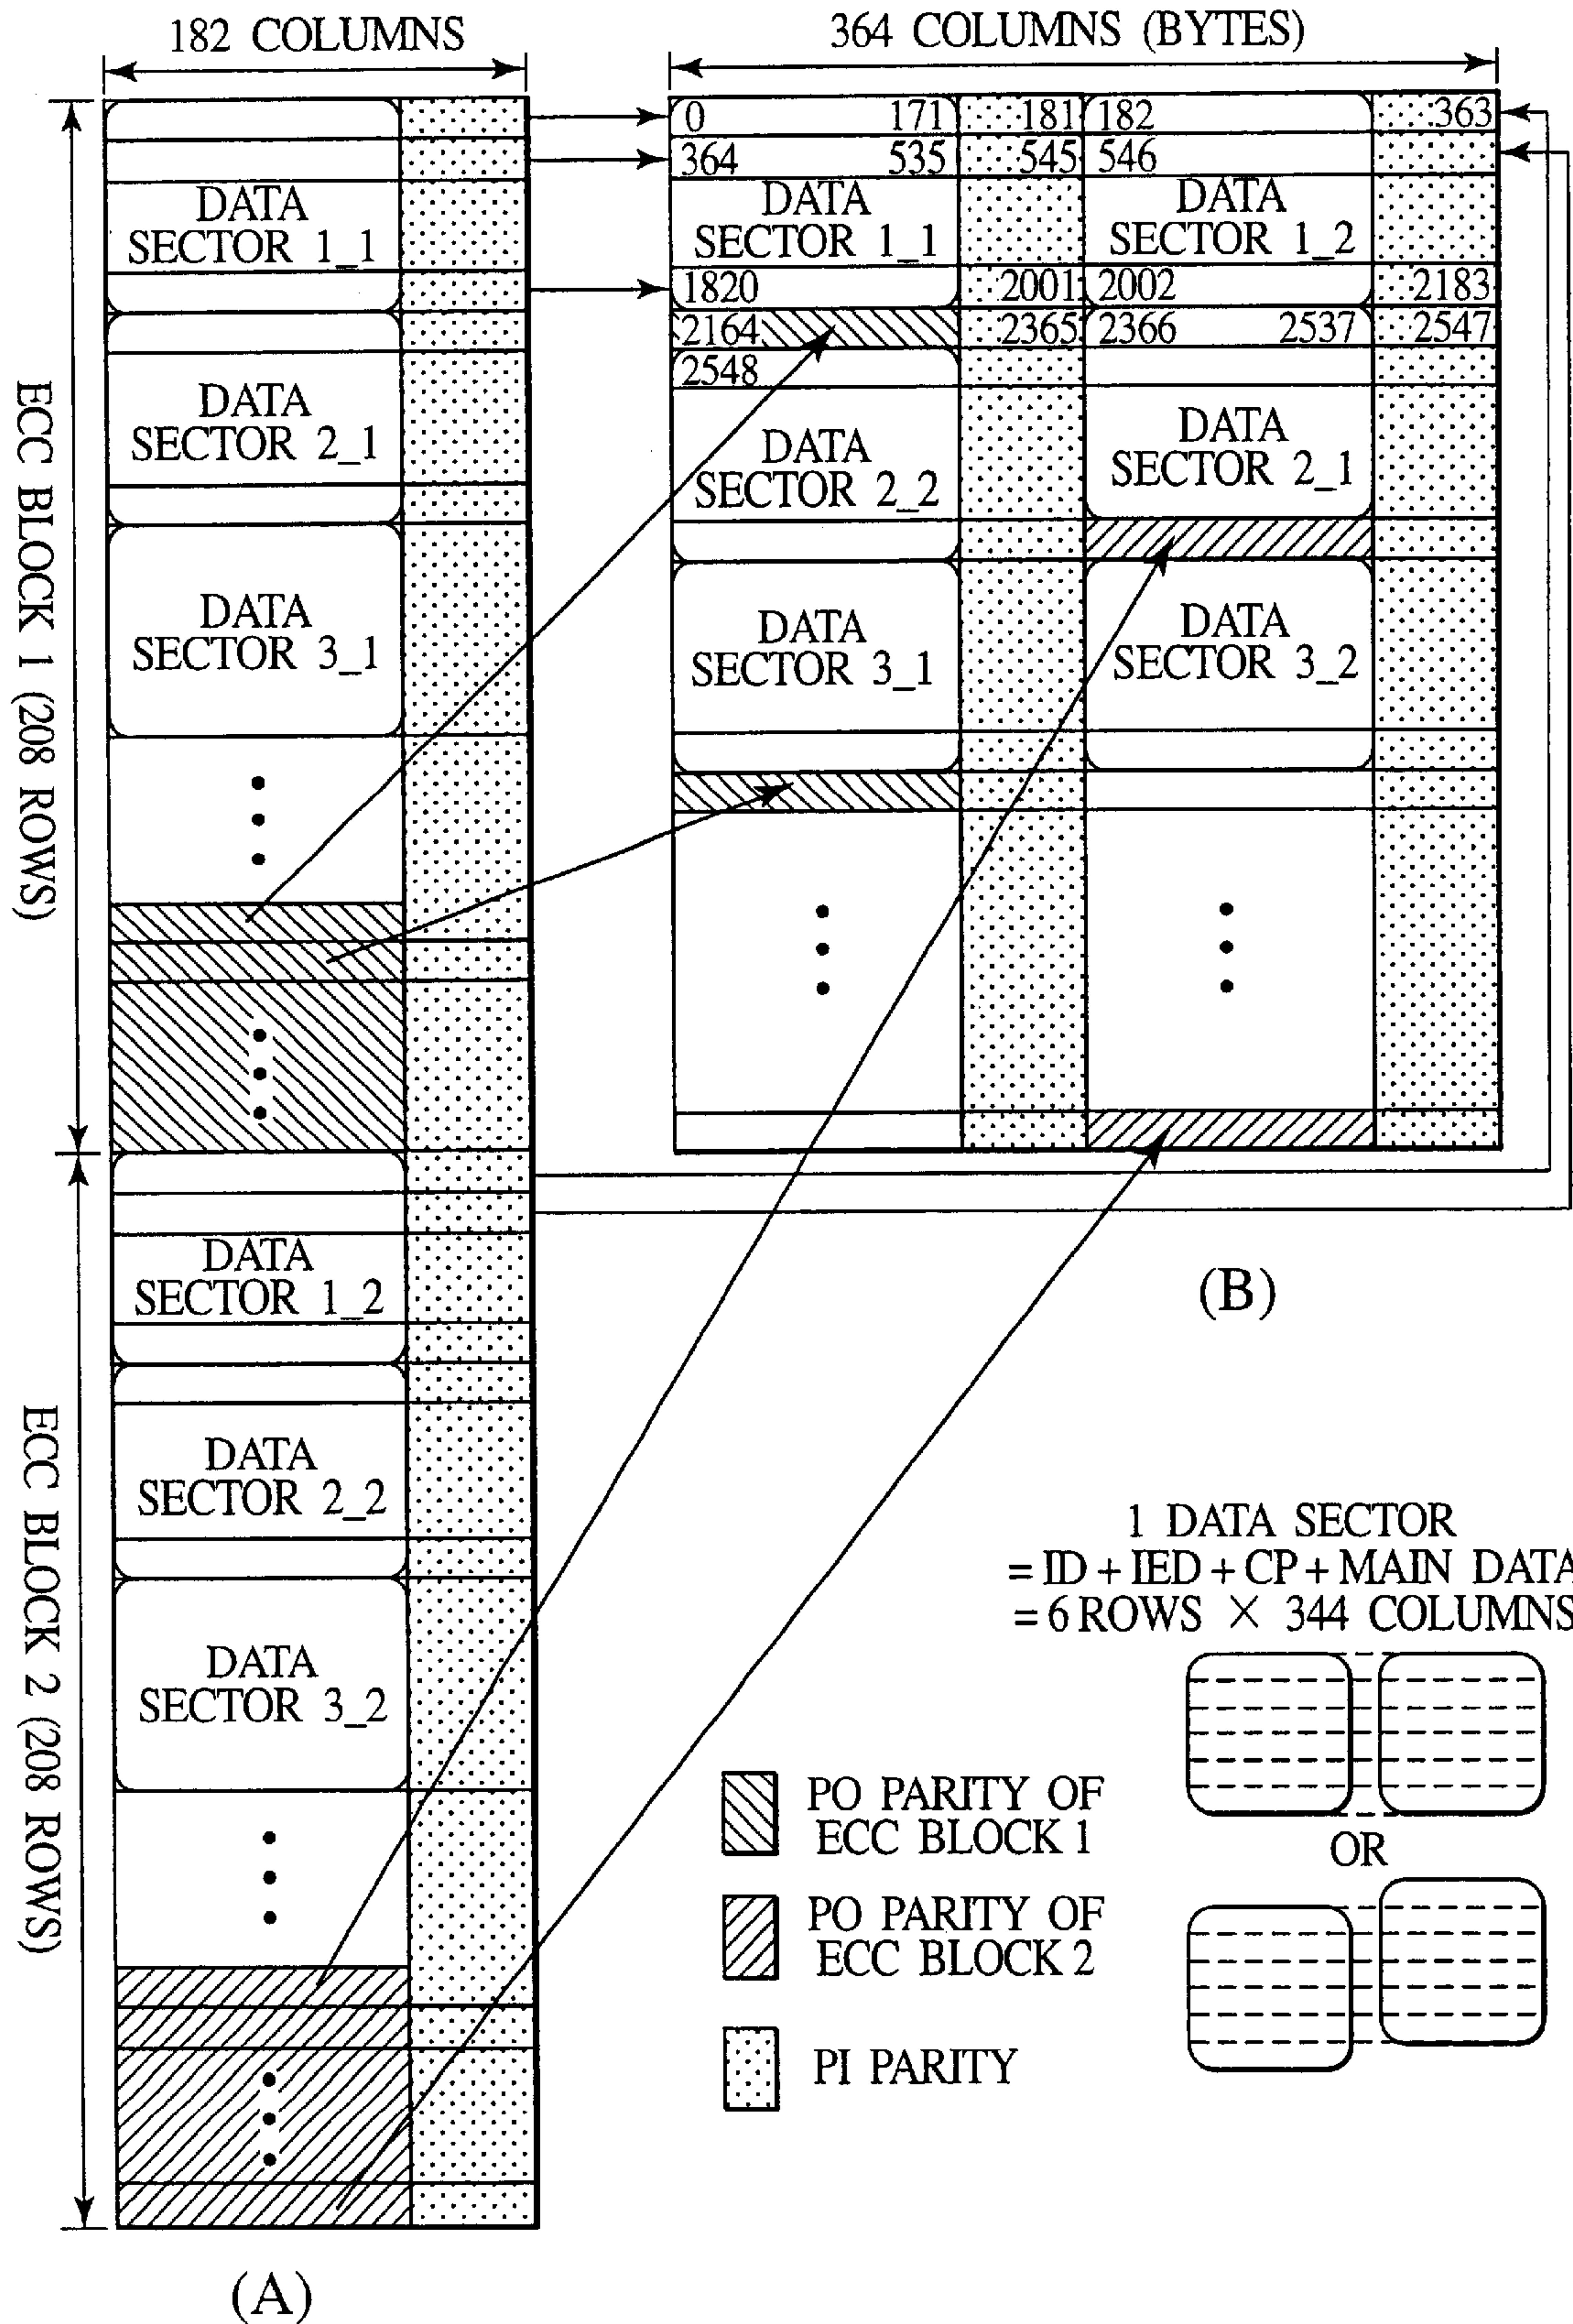 182 COLUMNS
364 COLUMNS (BYTES)
ECC BLOCK 1 (208 ROWS)
DATA
SECTOR 1_1
DATA
SECTOR 2_1
DATA
SECTOR 3_1
ECC BLOCK 2 (208 ROWS)
DATA
SECTOR 1_2
DATA
SECTOR 2_2
DATA
SECTOR 3_2
(A)
0 171 181 182 363
364 535 545 546
DATA
SECTOR 1_1
DATA
SECTOR 1_2
1820 2001 2002 2183
2164 2365 2366 2537 2547
2548
DATA
SECTOR 2_2
DATA
SECTOR 2_1
DATA
SECTOR 3_1
DATA
SECTOR 3_2
(B)
1 DATA SECTOR
= ID + IED + CP + MAIN DATA
= 6 ROWS × 344 COLUMNS
OR
PO PARITY OF
ECC BLOCK 1
PO PARITY OF
ECC BLOCK 2
PI PARITY